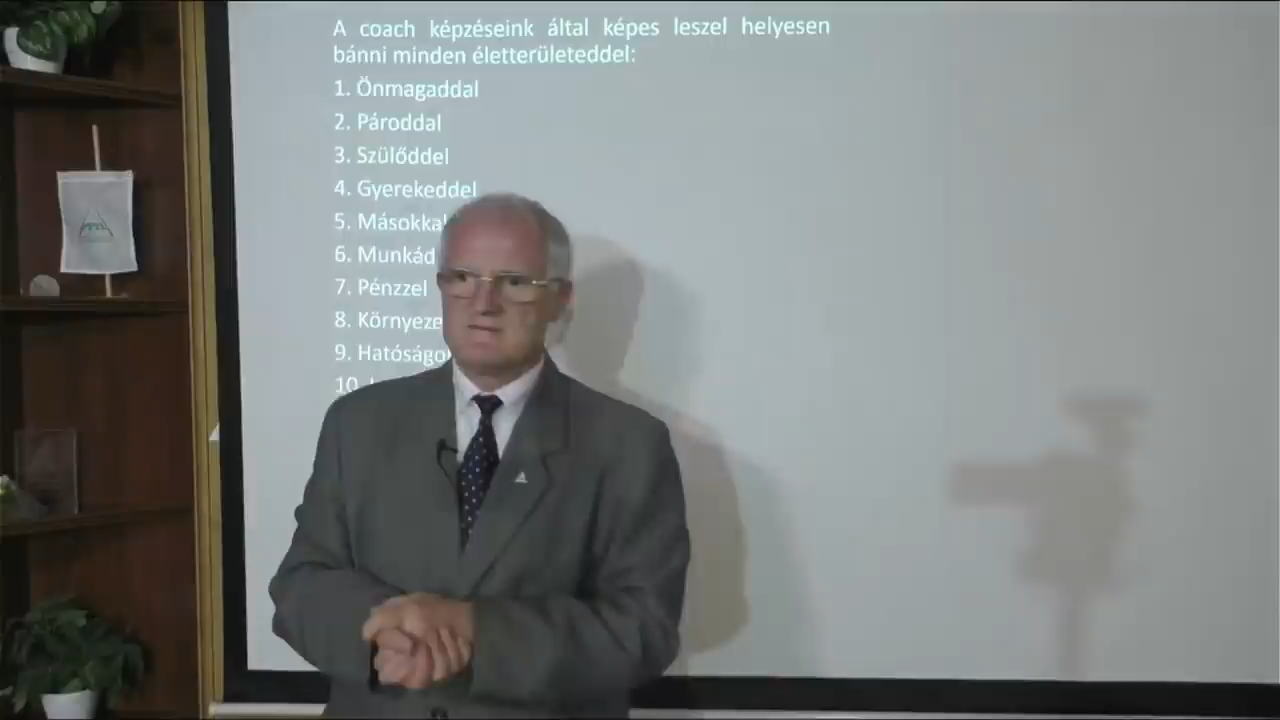 A coach képzéseink által képes leszel helyesen
bánni minden életterületeddel:
1. Önmagaddal
2. Pároddal
3. Szülőddel
4. Gyerekeddel
5. Másokkal
6. Munkád
7. Pénzzel
8. Környeze
9. Hatóságo
10.